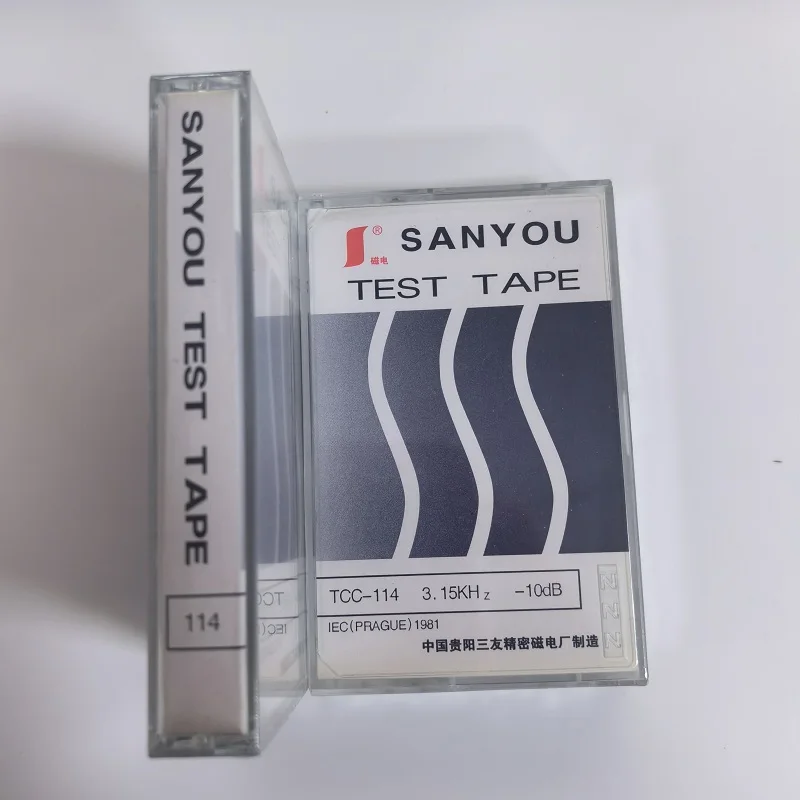 SANYOU TEST TAPE
114
® SANYOU
磁电
TEST TAPE
TCC-114 3.15KHz -10dB
IEC(PRAGUE)1981
中国贵阳三友精密磁电厂制造
ZZZ